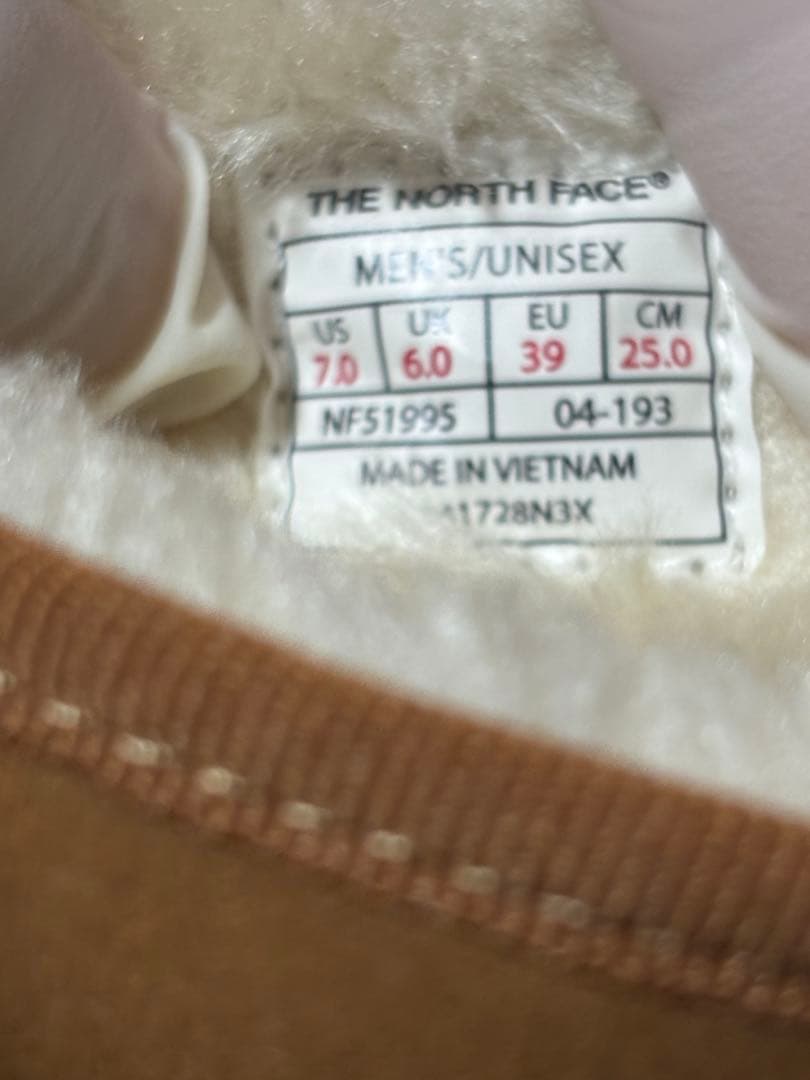 THE NORTH FACE®
MEN'S/UNISEX
US UK EU CM
7.0 6.0 39 25.0
NF51995 04-193
MADE IN VIETNAM
1728N3X